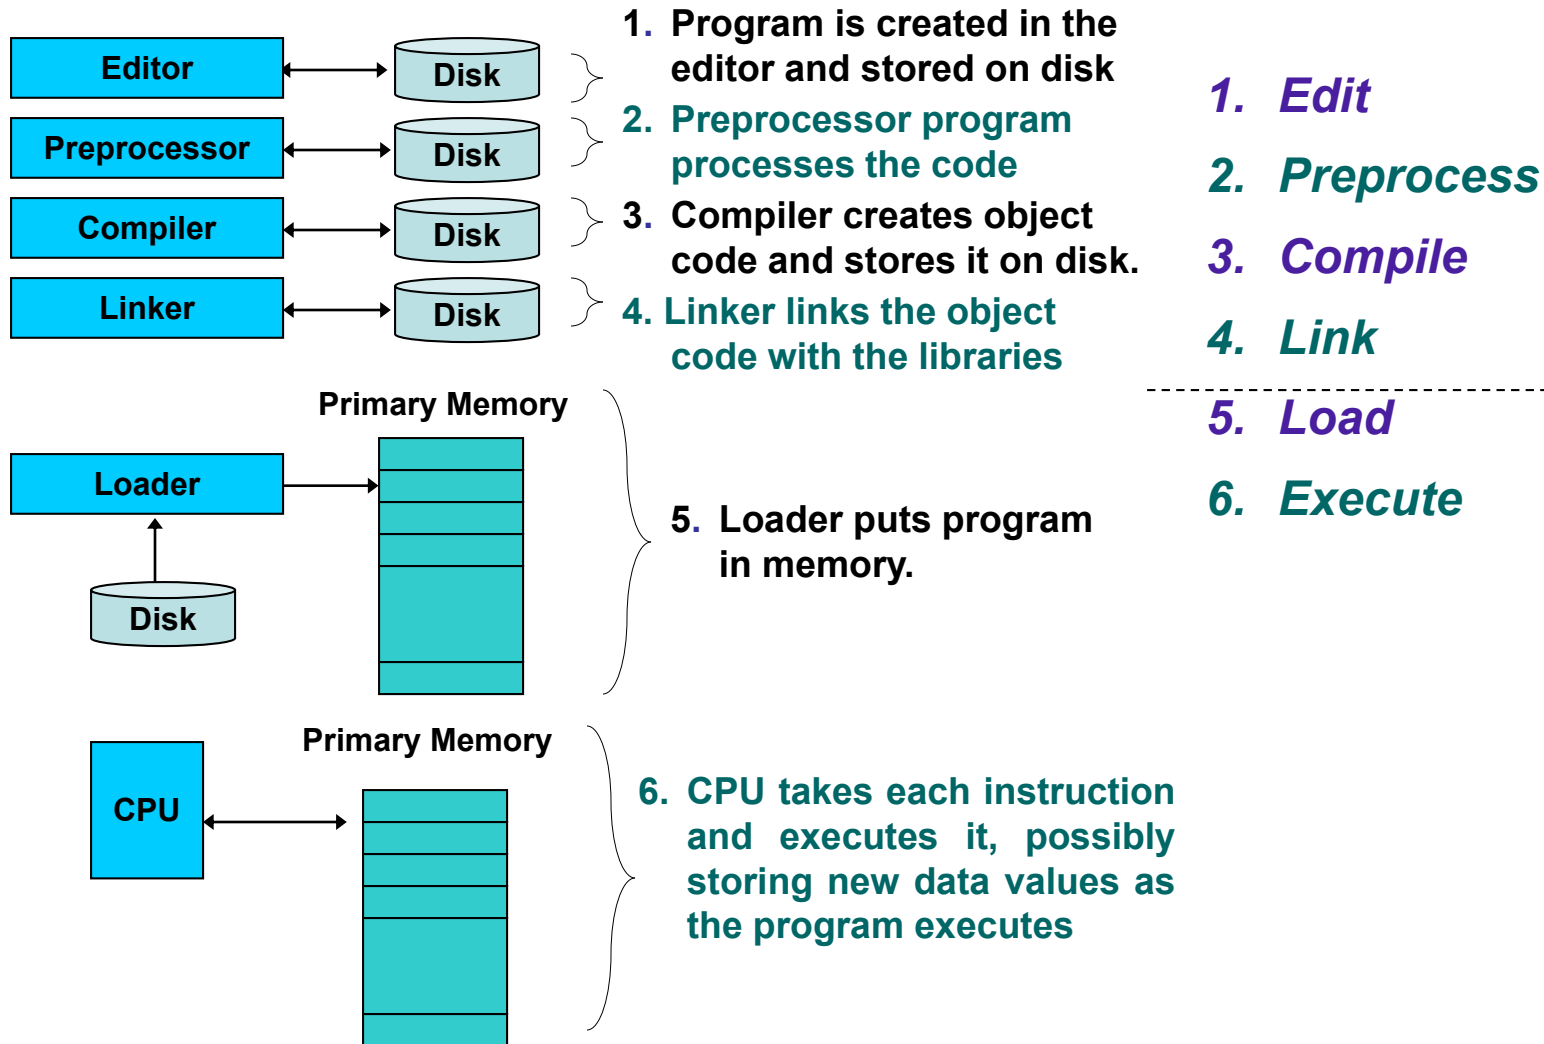 Editor
Disk
1. Program is created in the
editor and stored on disk
Preprocessor
Disk
2. Preprocessor program
processes the code
Compiler
Disk
3. Compiler creates object
code and stores it on disk.
Linker
Disk
4. Linker links the object
code with the libraries
Primary Memory
Loader
Disk
5. Loader puts program
in memory.
Primary Memory
CPU
6. CPU takes each instruction
and executes it, possibly
storing new data values as
the program executes
1. Edit
2. Preprocess
3. Compile
4. Link
5. Load
6. Execute